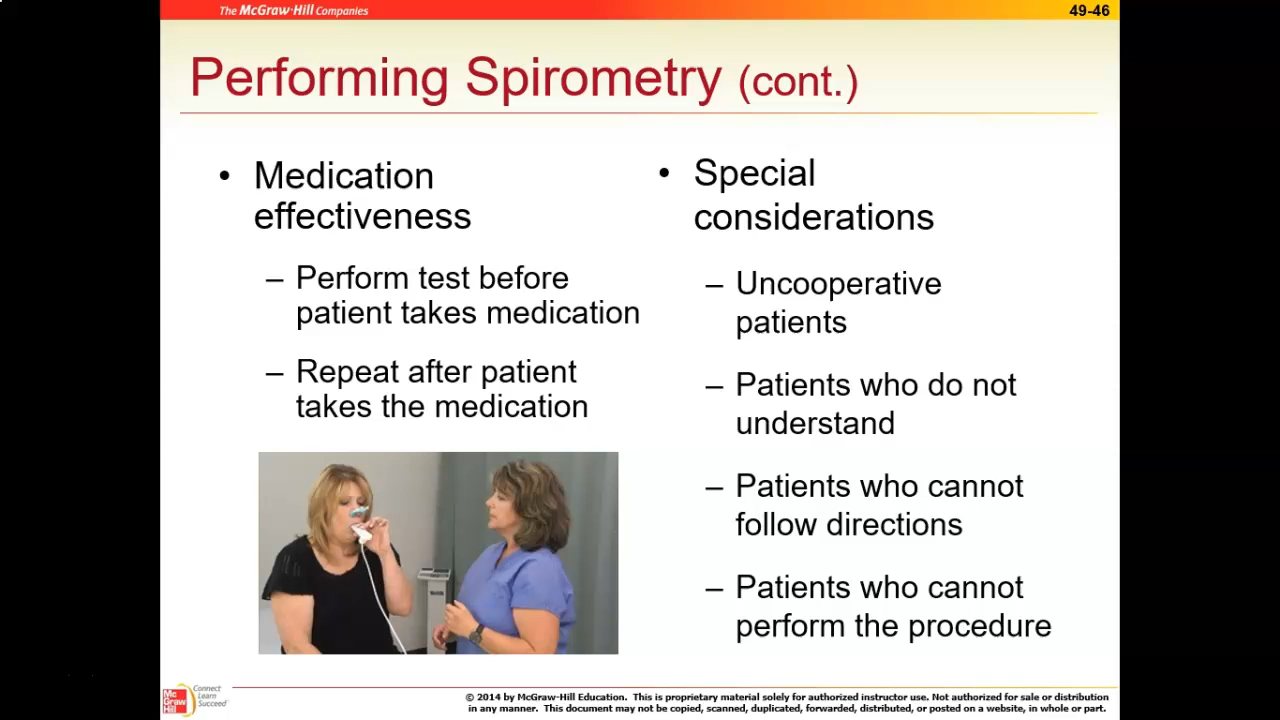 The McGraw-Hill Companies
49-46
Performing Spirometry (cont.)
• Medication
effectiveness
– Perform test before
patient takes medication
– Repeat after patient
takes the medication
• Special
considerations
– Uncooperative
patients
– Patients who do not
understand
– Patients who cannot
follow directions
– Patients who cannot
perform the procedure
Mc
Graw
Hill
Connect
Learn
Succeed™
© 2014 by McGraw-Hill Education. This is proprietary material solely for authorized instructor use. Not authorized for sale or distribution
in any manner. This document may not be copied, scanned, duplicated, forwarded, distributed, or posted on a website, in whole or part.